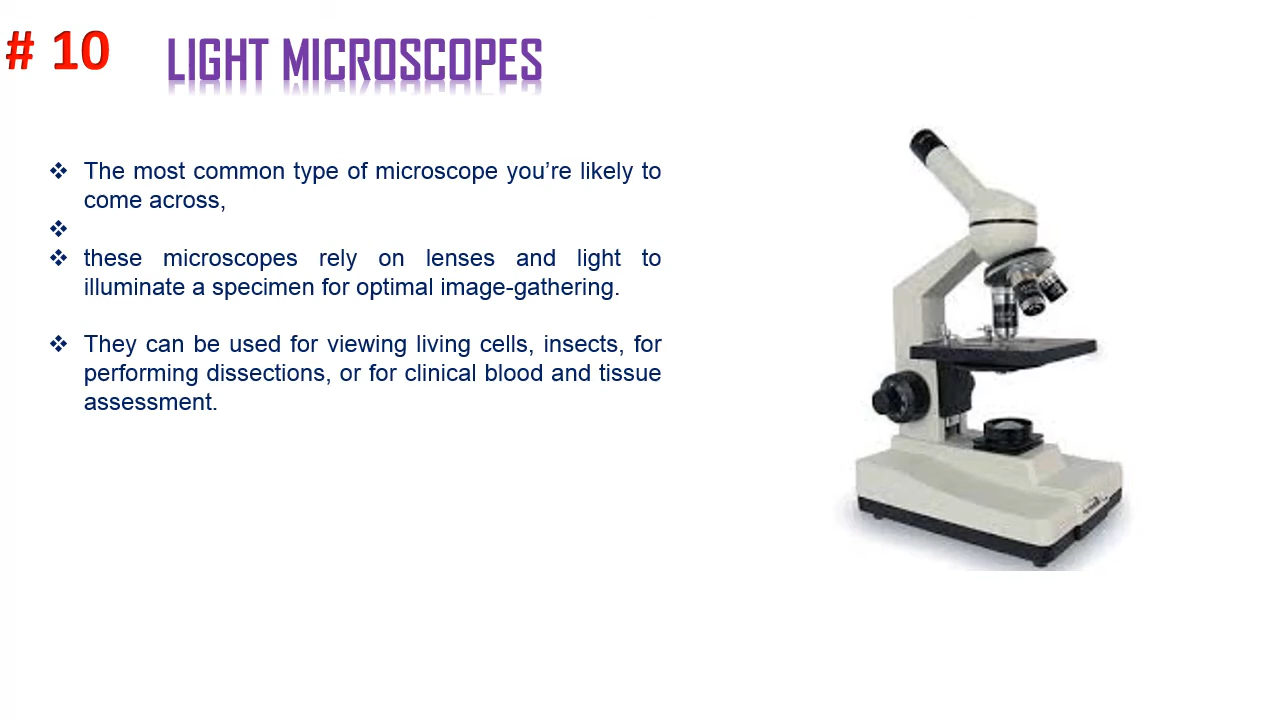 # 10 LIGHT MICROSCOPES
❖ The most common type of microscope you’re likely to
come across,
❖
❖ these microscopes rely on lenses and light to
illuminate a specimen for optimal image-gathering.
❖ They can be used for viewing living cells, insects, for
performing dissections, or for clinical blood and tissue
assessment.